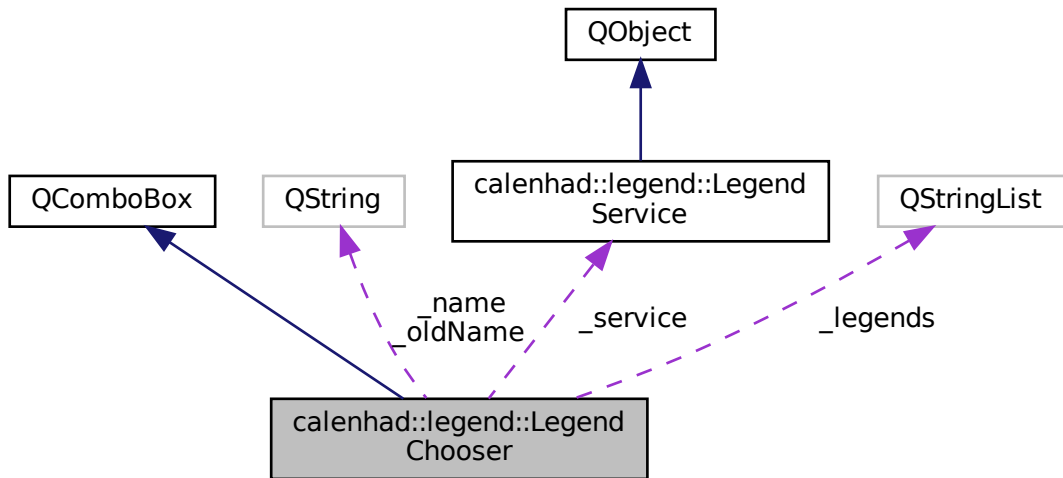 QObject
QComboBox
QString
calenhad::legend::Legend
Service
QStringList
_name
_oldName
_service
_legends
calenhad::legend::Legend
Chooser